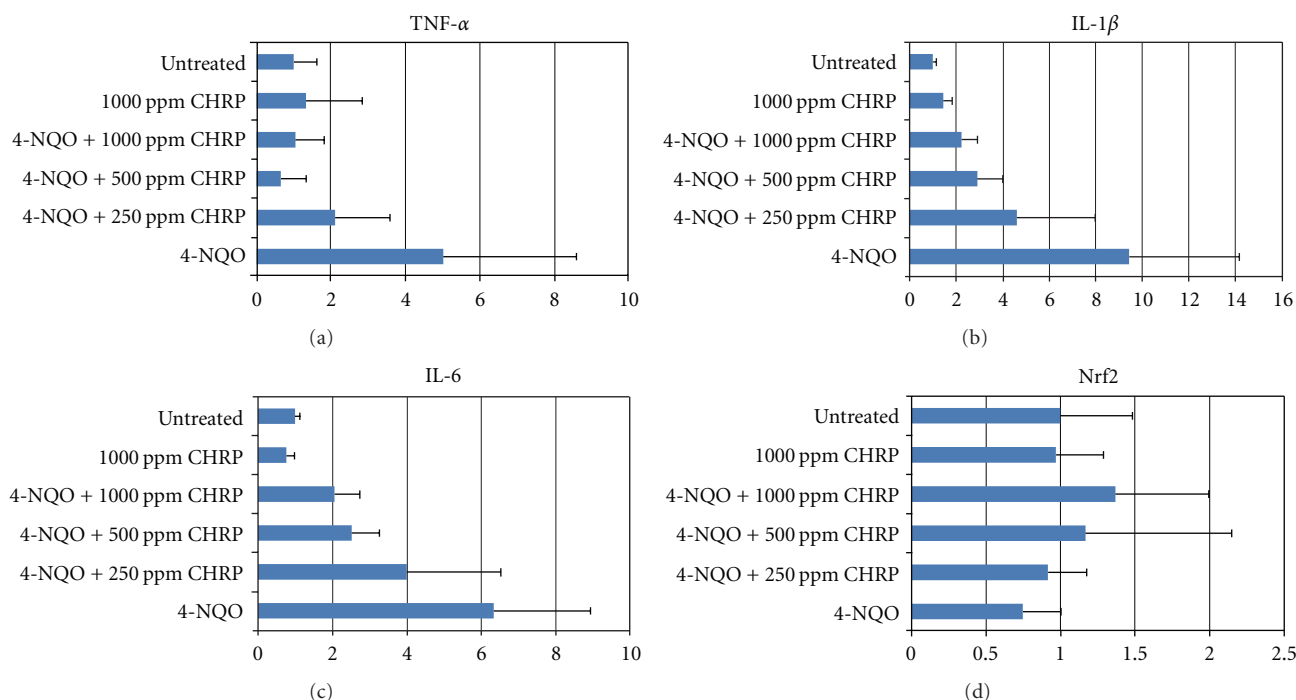 TNF-α
Untreated
1000 ppm CHRP
4-NQO + 1000 ppm CHRP
4-NQO + 500 ppm CHRP
4-NQO + 250 ppm CHRP
4-NQO
0 2 4 6 8 10
(a)
IL-1β
Untreated
1000 ppm CHRP
4-NQO + 1000 ppm CHRP
4-NQO + 500 ppm CHRP
4-NQO + 250 ppm CHRP
4-NQO
0 2 4 6 8 10 12 14 16
(b)
IL-6
Untreated
1000 ppm CHRP
4-NQO + 1000 ppm CHRP
4-NQO + 500 ppm CHRP
4-NQO + 250 ppm CHRP
4-NQO
0 2 4 6 8 10
(c)
Nrf2
Untreated
1000 ppm CHRP
4-NQO + 1000 ppm CHRP
4-NQO + 500 ppm CHRP
4-NQO + 250 ppm CHRP
4-NQO
0 0.5 1 1.5 2 2.5
(d)